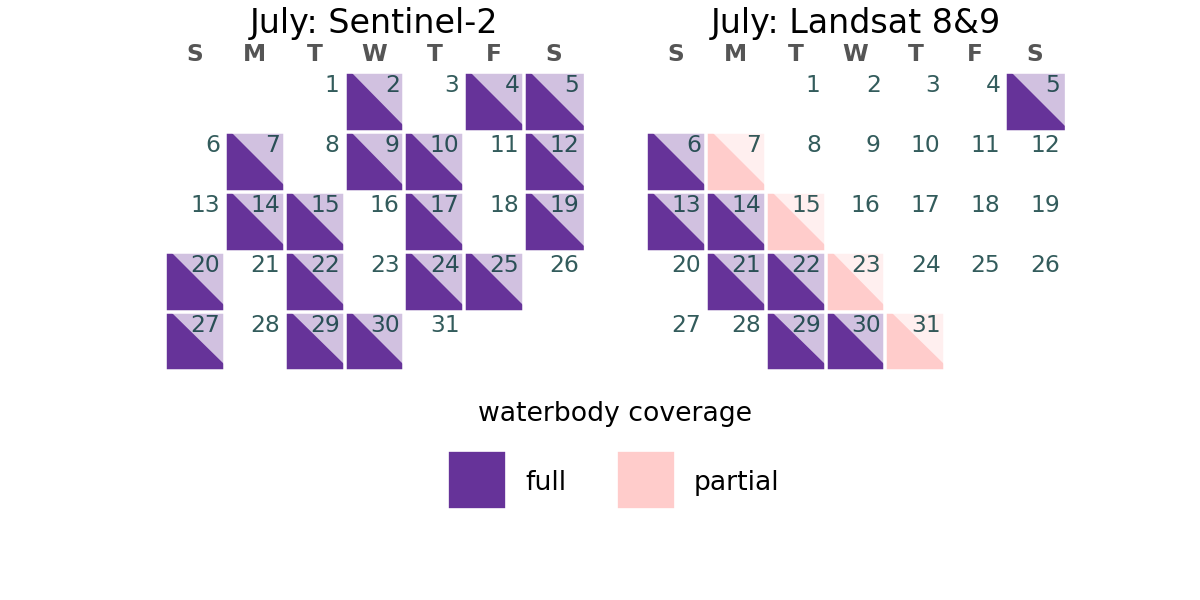 July: Sentinel-2
S M T W T F S
1 2 3 4 5
6 7 8 9 10 11 12
13 14 15 16 17 18 19
20 21 22 23 24 25 26
27 28 29 30 31
July: Landsat 8&9
S M T W T F S
1 2 3 4 5
6 7 8 9 10 11 12
13 14 15 16 17 18 19
20 21 22 23 24 25 26
27 28 29 30 31
waterbody coverage
full
partial